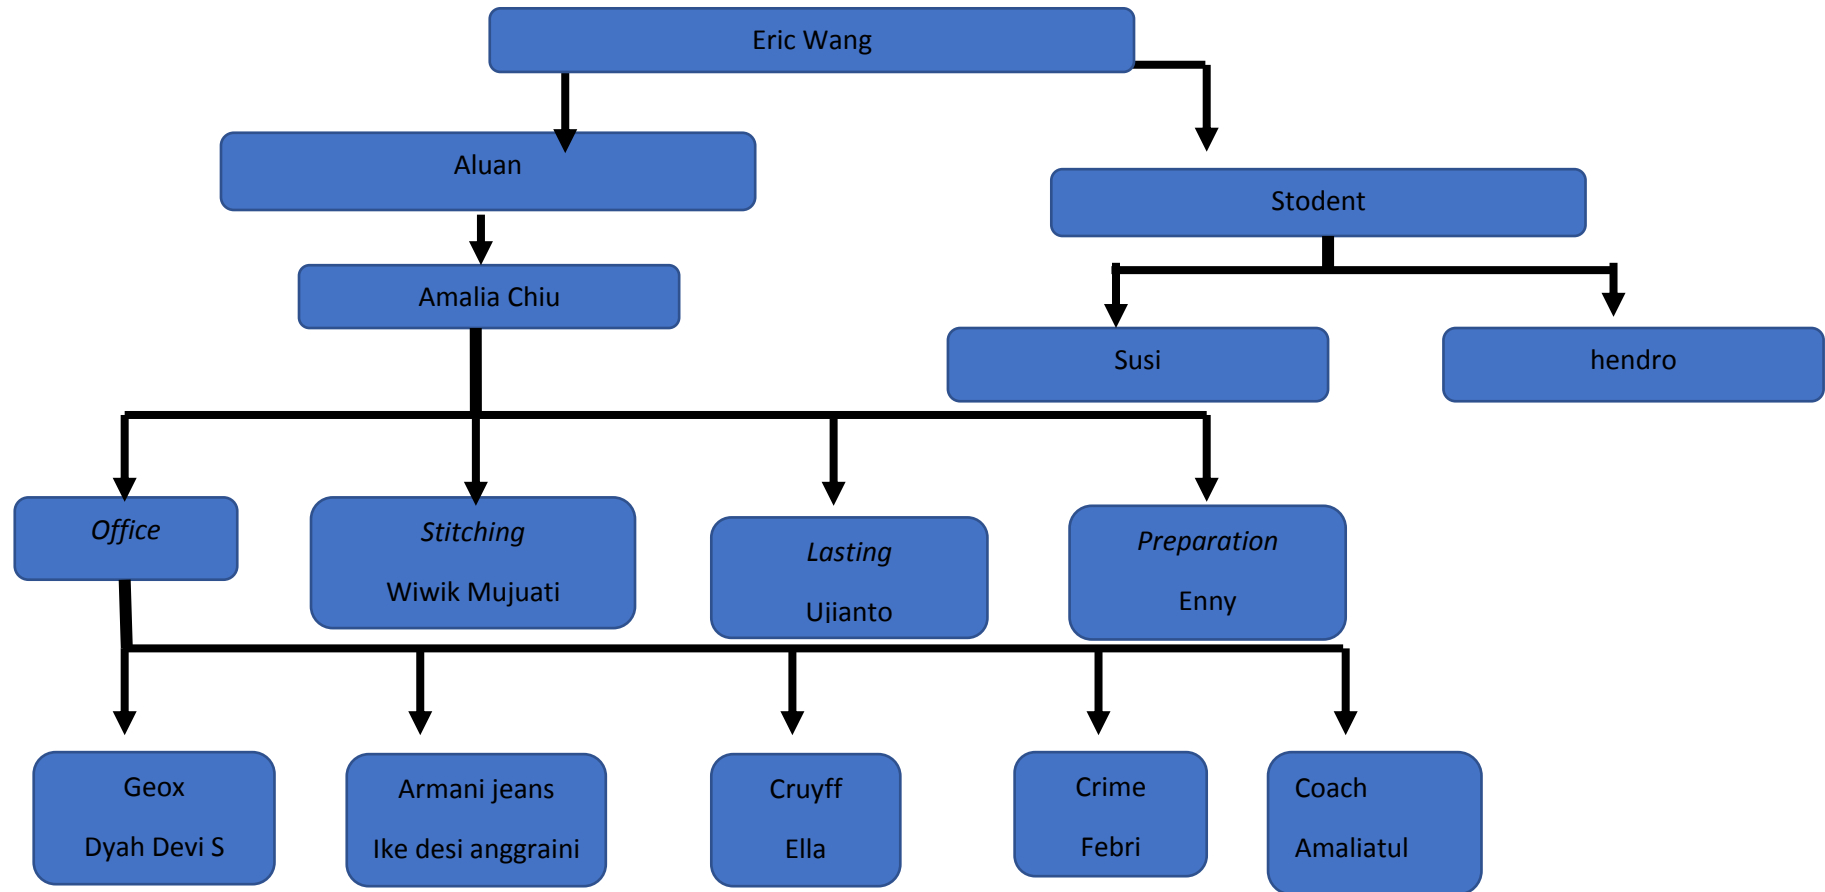 Eric Wang
Aluan
Stodent
Amalia Chiu
Susi
hendro
Office
Stitching
Wiwik Mujuati
Lasting
Ujianto
Preparation
Enny
Geox
Dyah Devi S
Armani jeans
Ike desi anggraini
Cruyff
Ella
Crime
Febri
Coach
Amaliatul